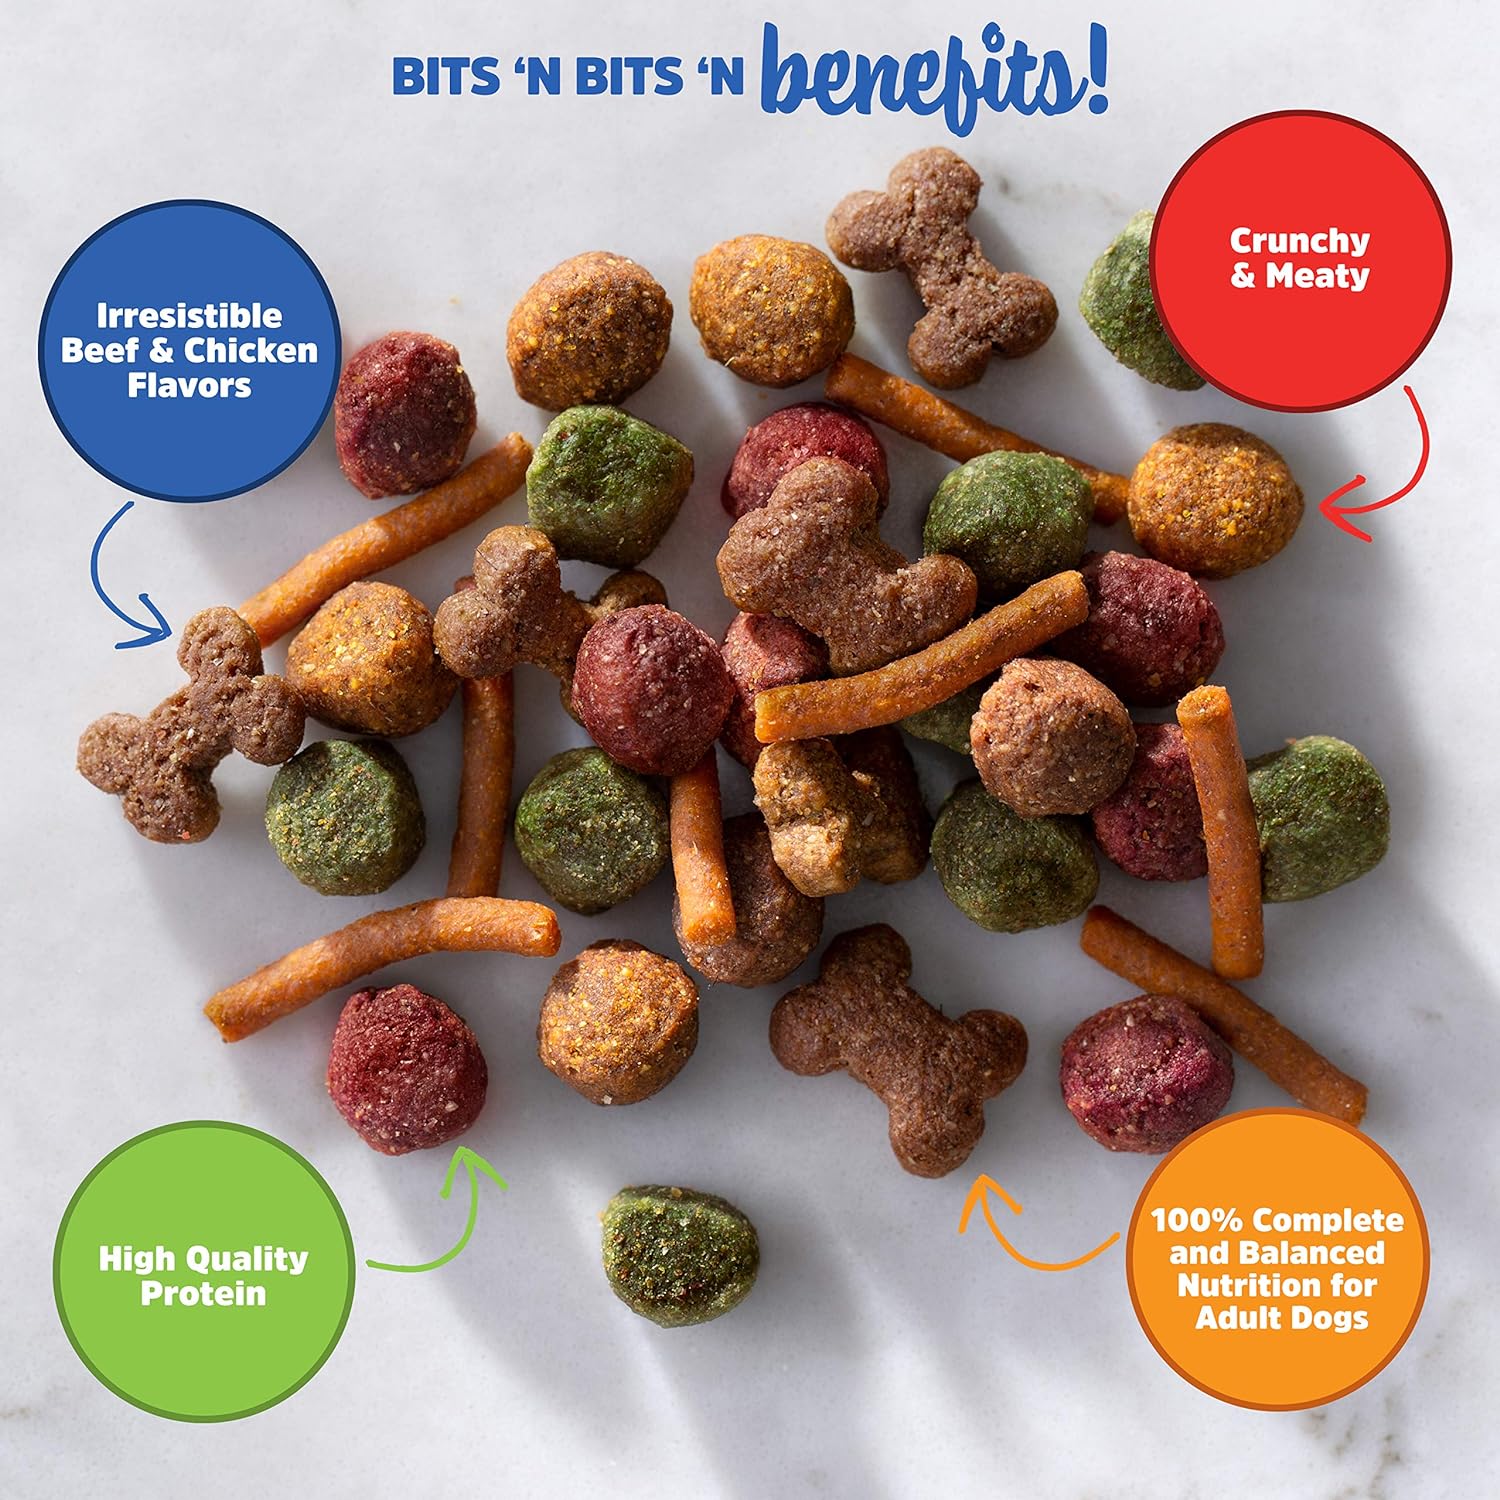 BITS ‘N BITS ‘N benefits!
Irresistible
Beef & Chicken
Flavors
Crunchy
& Meaty
High Quality
Protein
100% Complete
and Balanced
Nutrition for
Adult Dogs